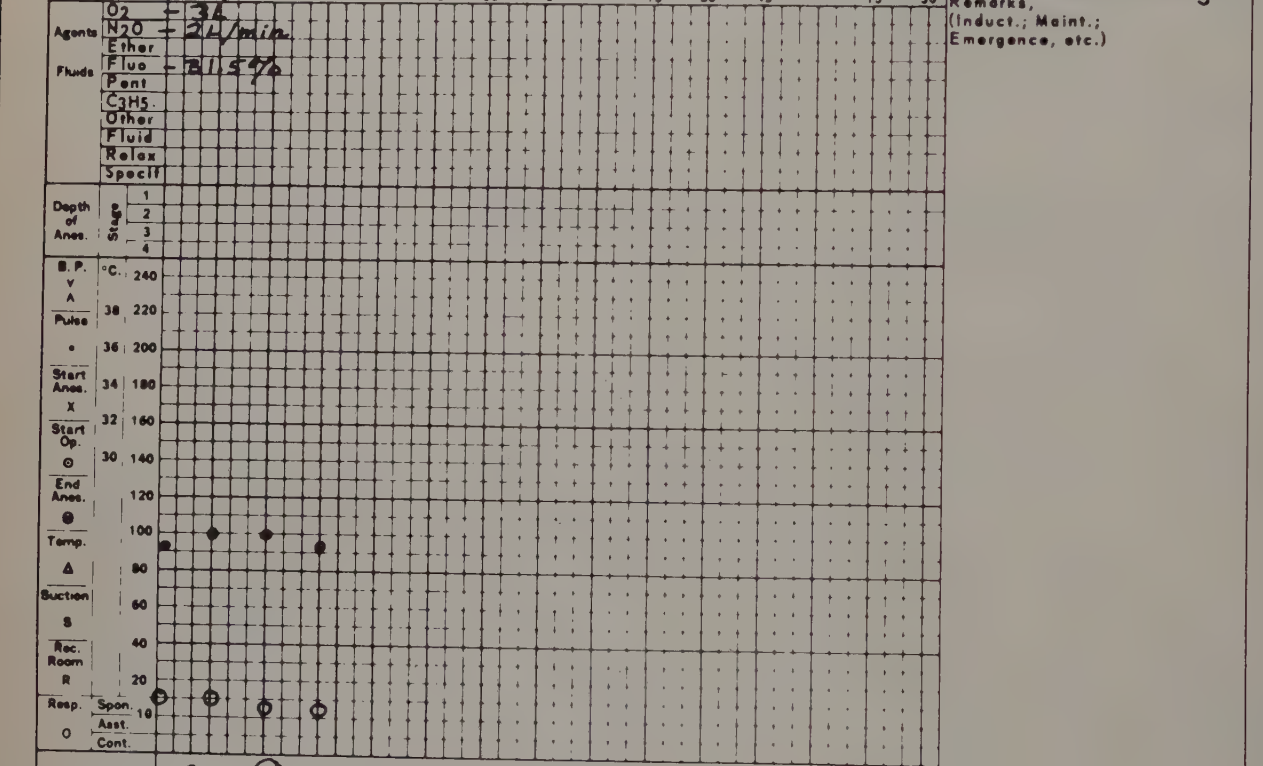 Remarks,
(Induct.; Maint.;
Emergence, etc.)
Agents
Fluids
O2 - 3L
N2O - 2L/min
Ether
Fluo
Pent
C3H5.
Other
Fluid
Relax
Specif
Depth
of
Anes.
Stage
1
2
3
4
B.P.
V
Λ
Pulse
•
Start
Anes.
X
Start
Op.
⊙
End
Anes.
⊗
Temp.
Δ
Suction
S
Rec.
Room
R
Resp.
O
°C.
38
36
34
32
30
240
220
200
180
160
140
120
100
80
60
40
20
10
Spon.
Asst.
Cont.